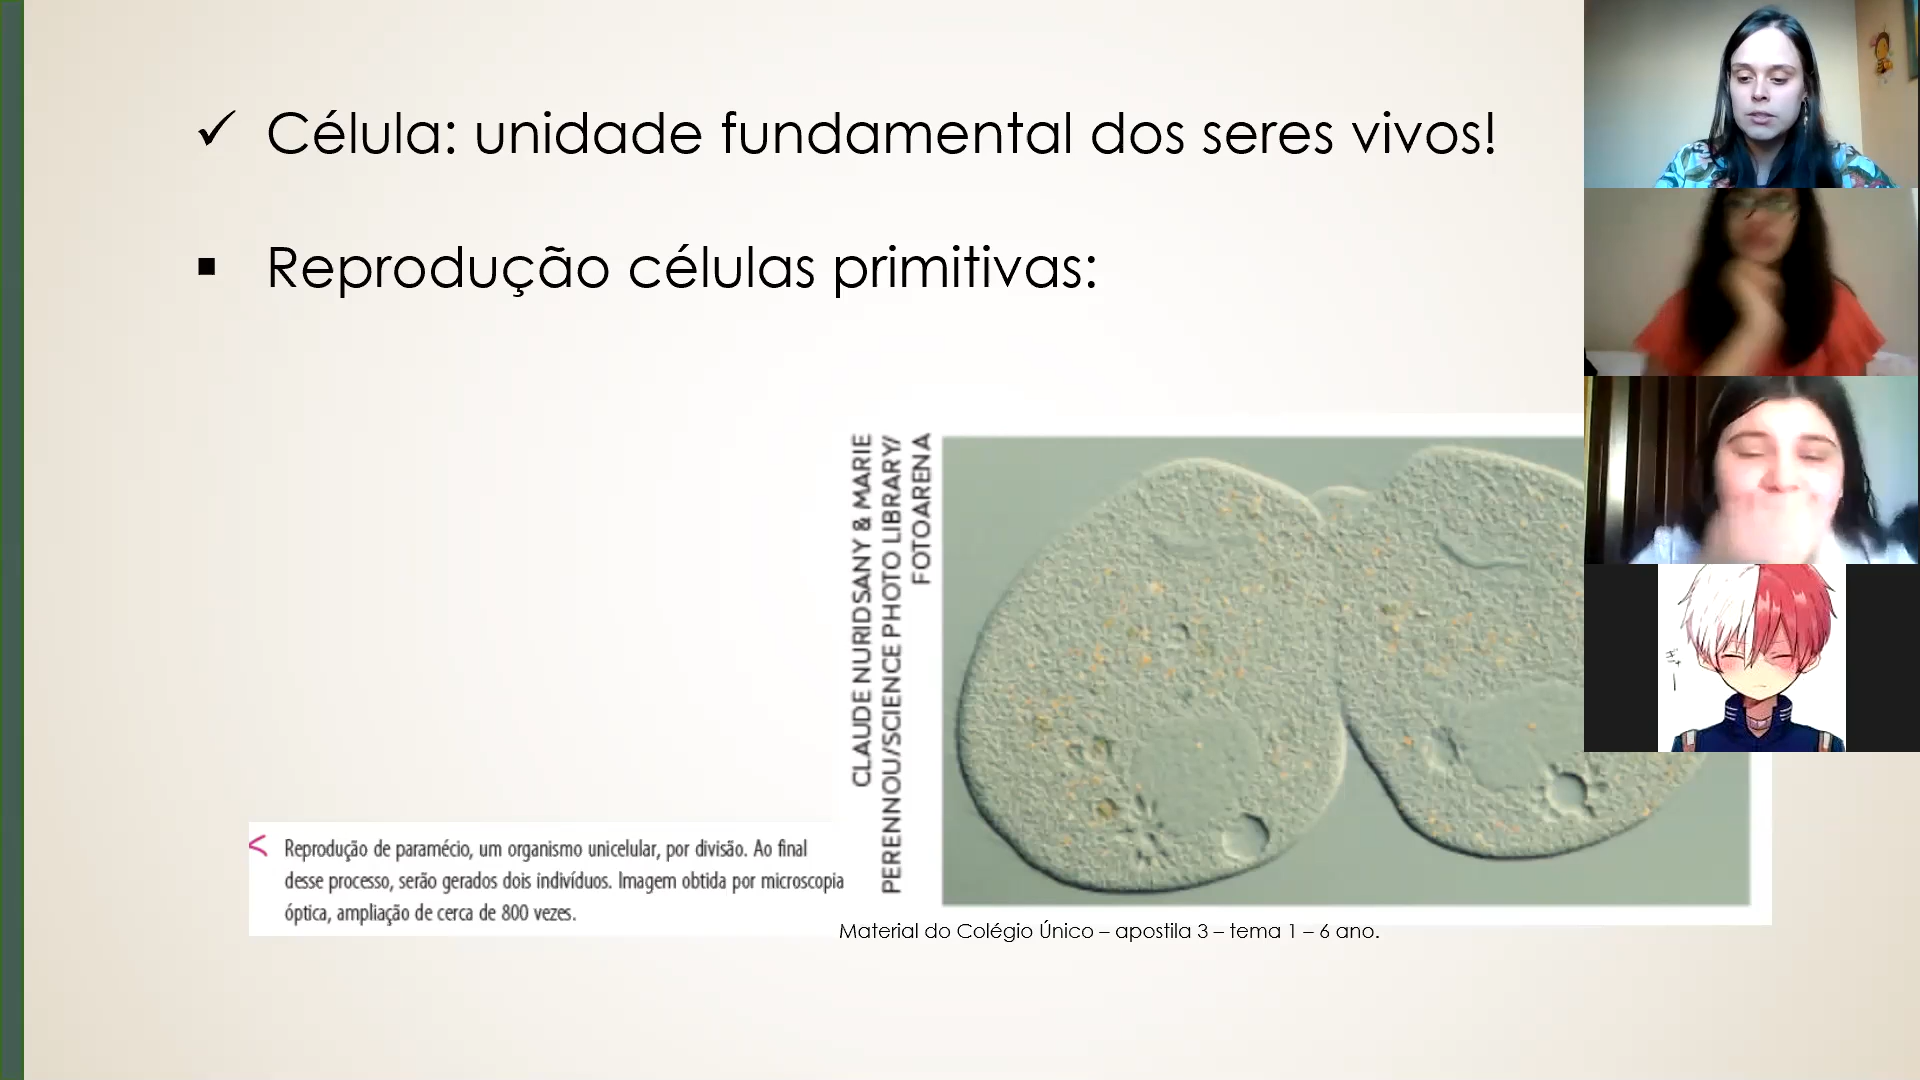 ✓ Célula: unidade fundamental dos seres vivos!
▪ Reprodução células primitivas:
CLAUDE NURIDSANY & MARIE
PERENNOU/SCIENCE PHOTO LIBRARY/
FOTOARENA
< Reprodução de paramécio, um organismo unicelular, por divisão. Ao final
desse processo, serão gerados dois indivíduos. Imagem obtida por microscopia
óptica, ampliação de cerca de 800 vezes.
Material do Colégio Único – apostila 3 – tema 1 – 6 ano.